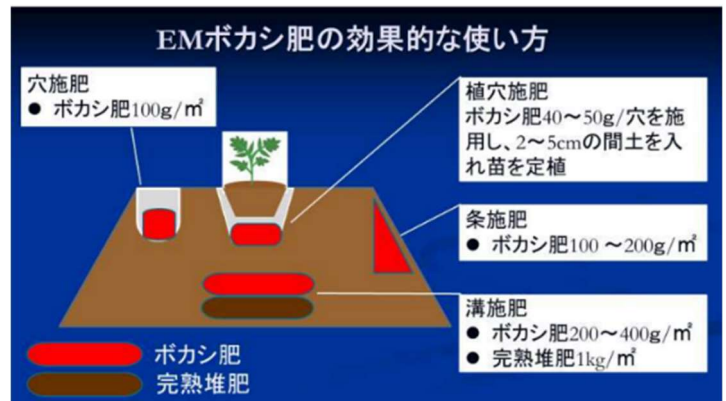 EMボカシ肥の効果的な使い方
穴施肥
● ボカシ肥100g/㎡
植穴施肥
ボカシ肥40～50g/穴を施
用し、2～5cmの間土を入
れ苗を定植
条施肥
● ボカシ肥100 ～200g/㎡
溝施肥
● ボカシ肥200～400g/㎡
● 完熟堆肥1kg/㎡
ボカシ肥
完熟堆肥